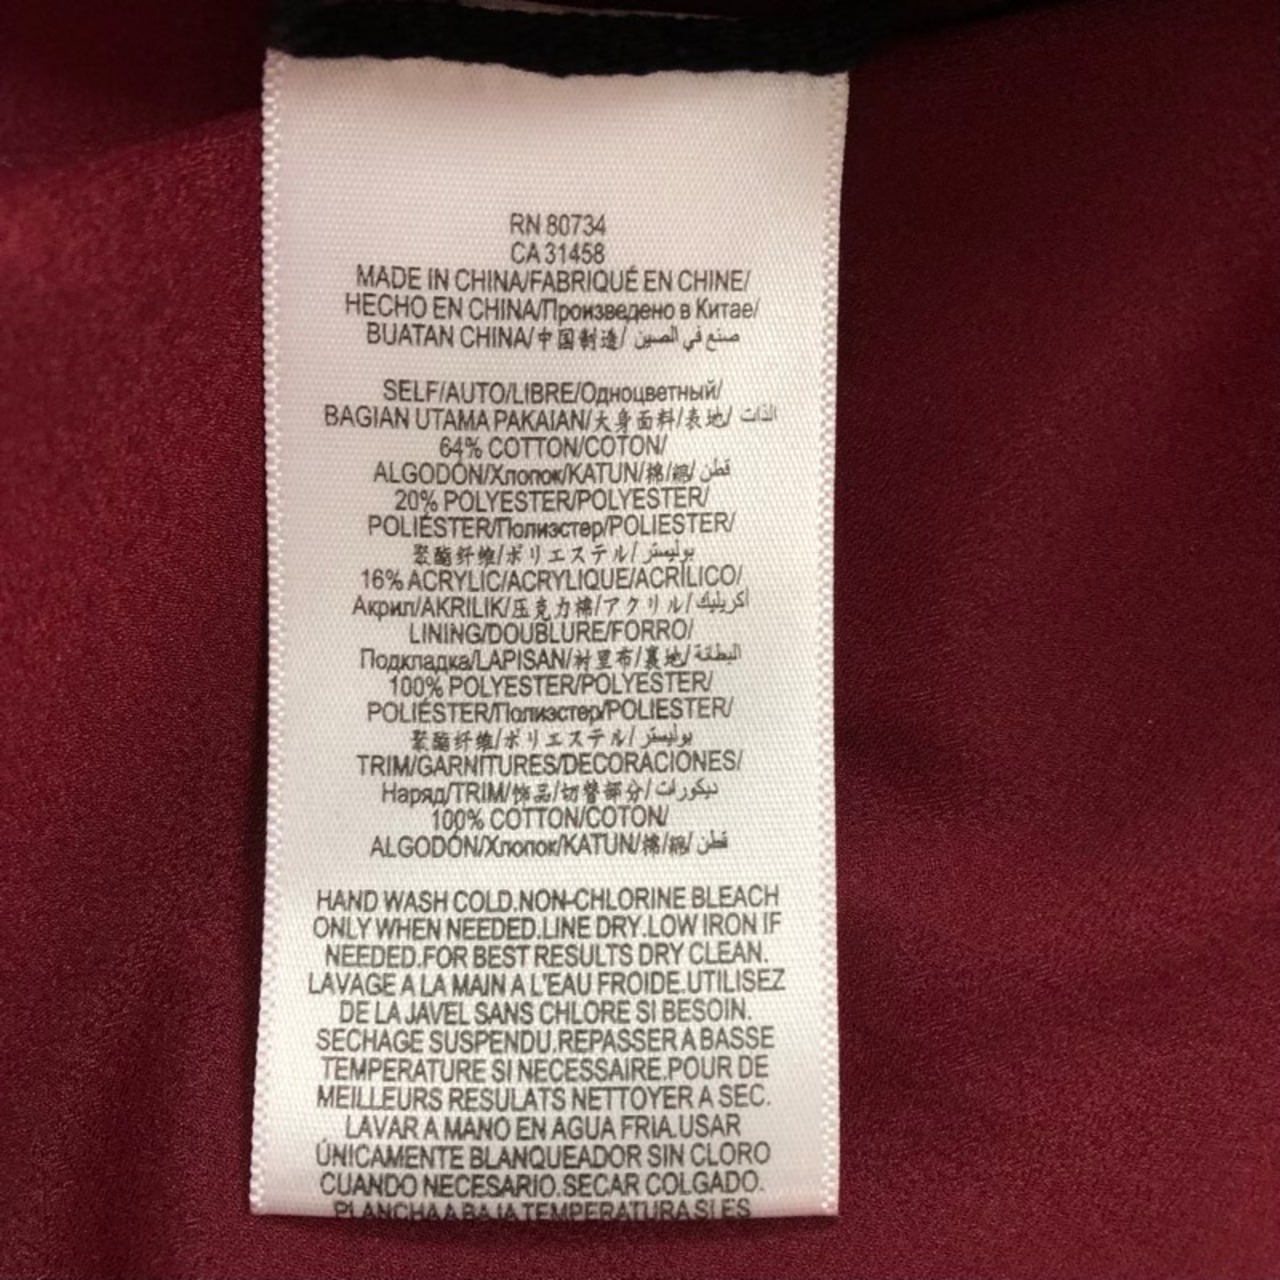 RN 80734
CA 31458
MADE IN CHINA/FABRIQUÉ EN CHINE/
HECHO EN CHINA/Произведено в Китае/
BUATAN CHINA/中国制造/ صنع في الصين
SELF/AUTO/LIBRE/Одноцветный/
BAGIAN UTAMA PAKAIAN/大身面料/表地/ الذات
64% COTTON/COTON/
ALGODÓN/Хлопок/KATUN/棉/綿/ قطن
20% POLYESTER/POLYESTER/
POLIÉSTER/Полиэстер/POLIESTER/
聚酯纤维/ポリエステル/ بوليستر
16% ACRYLIC/ACRYLIQUE/ACRÍLICO/
Акрил/AKRILIK/压克力棉/アクリル/ اكريليك
LINING/DOUBLURE/FORRO/
Подкладка/LAPISAN/衬里布/裏地/ البطانة
100% POLYESTER/POLYESTER/
POLIÉSTER/Полиэстер/POLIESTER/
聚酯纤维/ポリエステル/ بوليستر
TRIM/GARNITURES/DECORACIONES/
Наряд/TRIM/饰品/切替部分/ ديكورات
100% COTTON/COTON/
ALGODÓN/Хлопок/KATUN/棉/綿/ قطن
HAND WASH COLD.NON-CHLORINE BLEACH
ONLY WHEN NEEDED.LINE DRY.LOW IRON IF
NEEDED.FOR BEST RESULTS DRY CLEAN.
LAVAGE A LA MAIN A L'EAU FROIDE.UTILISEZ
DE LA JAVEL SANS CHLORE SI BESOIN.
SECHAGE SUSPENDU.REPASSER A BASSE
TEMPERATURE SI NECESSAIRE.POUR DE
MEILLEURS RESULATS NETTOYER A SEC.
LAVAR A MANO EN AGUA FRIA.USAR
ÚNICAMENTE BLANQUEADOR SIN CLORO
CUANDO NECESARIO.SECAR COLGADO.
PLANCHA A BAJA TEMPERATURA SI ES